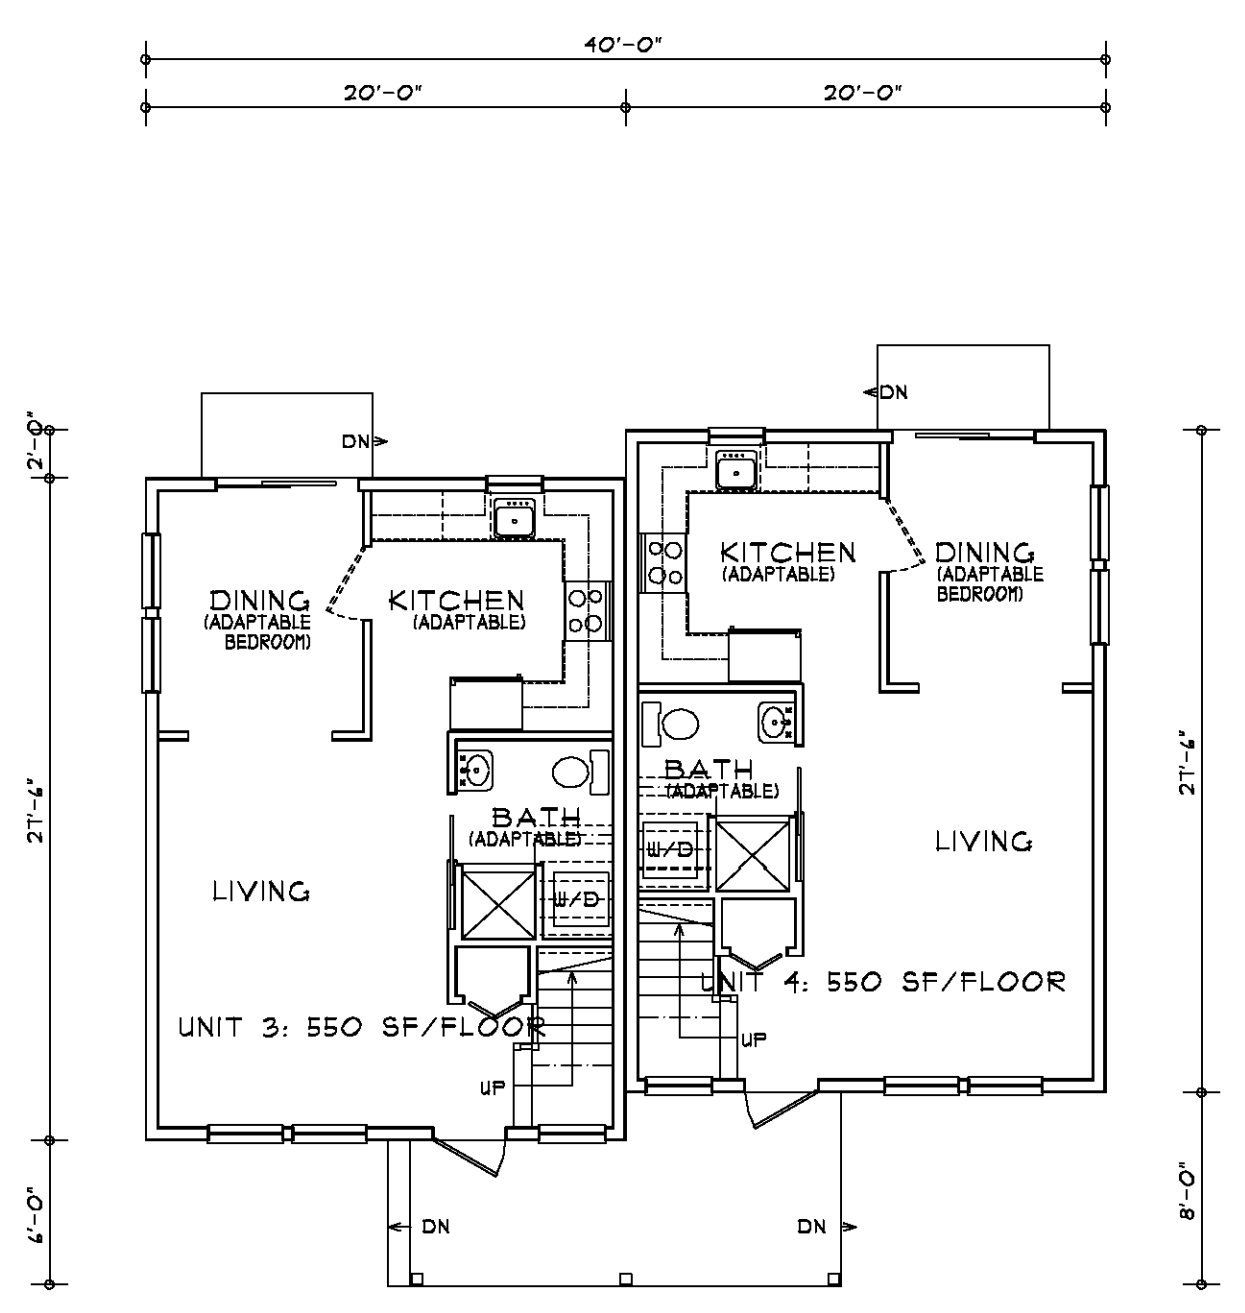 40'-0"
20'-0"
20'-0"
DN
2'-0"
DN
KITCHEN
(ADAPTABLE)
DINING
(ADAPTABLE
BEDROOM)
DINING
(ADAPTABLE
BEDROOM)
KITCHEN
(ADAPTABLE)
BATH
(ADAPTABLE)
27'-6"
27'-6"
BATH
(ADAPTABLE)
LIVING
W/D
LIVING
W/D
UNIT 4: 550 SF/FLOOR
UNIT 3: 550 SF/FLOOR
UP
UP
6'-0"
8'-0"
DN
DN